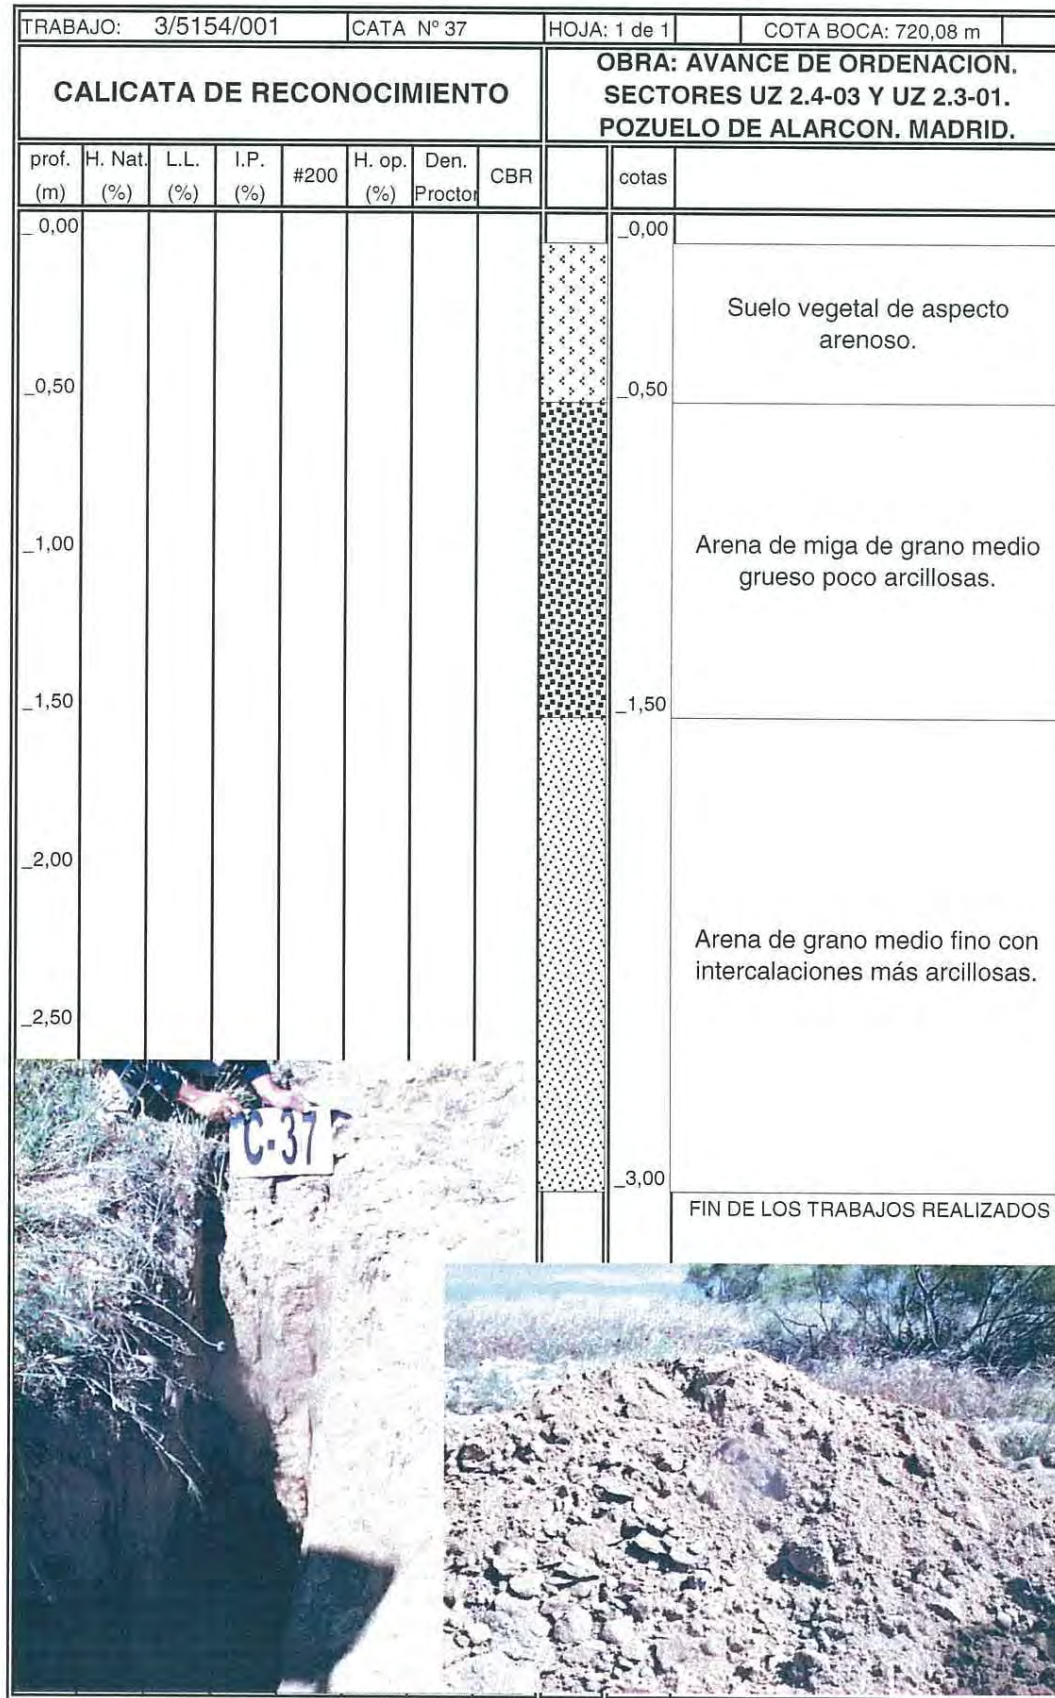 TRABAJO: 3/5154/001 CATA Nº 37 HOJA: 1 de 1 COTA BOCA: 720,08 m
CALICATA DE RECONOCIMIENTO
OBRA: AVANCE DE ORDENACION.
SECTORES UZ 2.4-03 Y UZ 2.3-01.
POZUELO DE ALARCON. MADRID.
prof. H. Nat. L.L. I.P. #200 H. op. Den. CBR cotas
(m) (%) (%) (%) (%) Proctor
_0,00 _0,00
Suelo vegetal de aspecto
arenoso.
_0,50 _0,50
_1,00
Arena de miga de grano medio
grueso poco arcillosas.
_1,50 _1,50
_2,00
Arena de grano medio fino con
intercalaciones más arcillosas.
_2,50
C-37
_3,00
FIN DE LOS TRABAJOS REALIZADOS